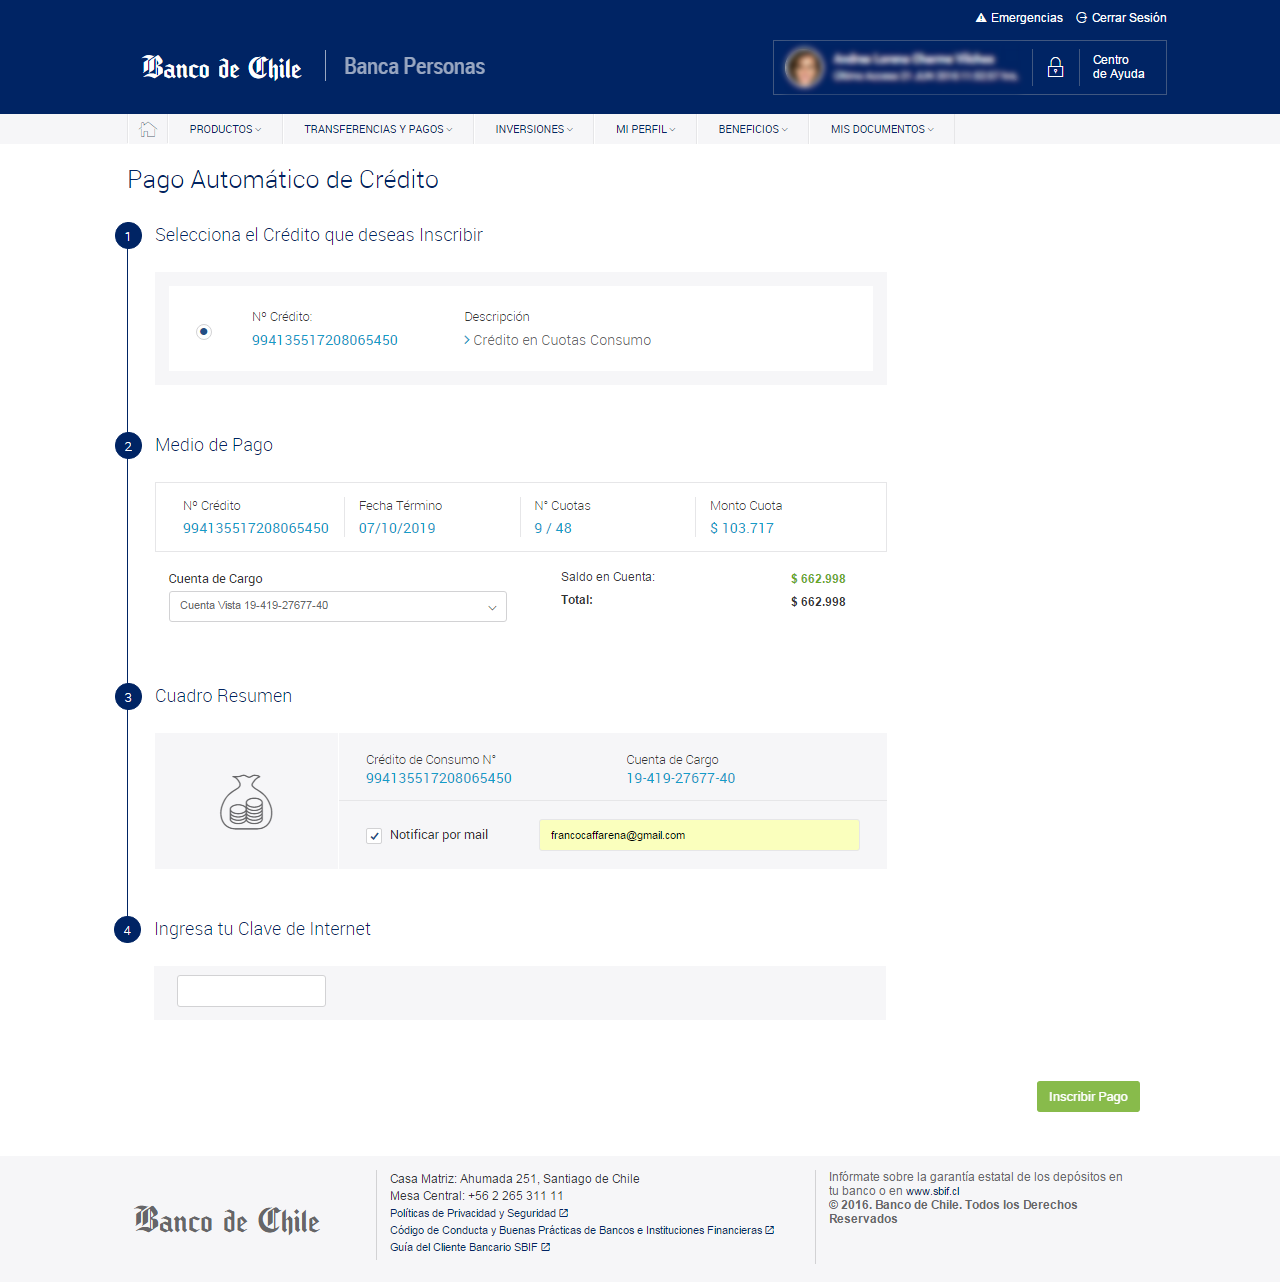 Emergencias Cerrar Sesión
Banco de Chile Banca Personas
Centro
de Ayuda
PRODUCTOS TRANSFERENCIAS Y PAGOS INVERSIONES MI PERFIL BENEFICIOS MIS DOCUMENTOS
Pago Automático de Crédito
1 Selecciona el Crédito que deseas Inscribir
Nº Crédito: Descripción
994135517208065450 Crédito en Cuotas Consumo
2 Medio de Pago
Nº Crédito Fecha Término N° Cuotas Monto Cuota
994135517208065450 07/10/2019 9 / 48 $ 103.717
Cuenta de Cargo Saldo en Cuenta: $ 662.998
Cuenta Vista 19-419-27677-40 Total: $ 662.998
3 Cuadro Resumen
Crédito de Consumo N° Cuenta de Cargo
994135517208065450 19-419-27677-40
Notificar por mail francocaffarena@gmail.com
4 Ingresa tu Clave de Internet
Inscribir Pago
Banco de Chile
Casa Matriz: Ahumada 251, Santiago de Chile
Mesa Central: +56 2 265 311 11
Políticas de Privacidad y Seguridad
Código de Conducta y Buenas Prácticas de Bancos e Instituciones Financieras
Guía del Cliente Bancario SBIF
Infórmate sobre la garantía estatal de los depósitos en
tu banco o en www.sbif.cl
© 2016. Banco de Chile. Todos los Derechos
Reservados